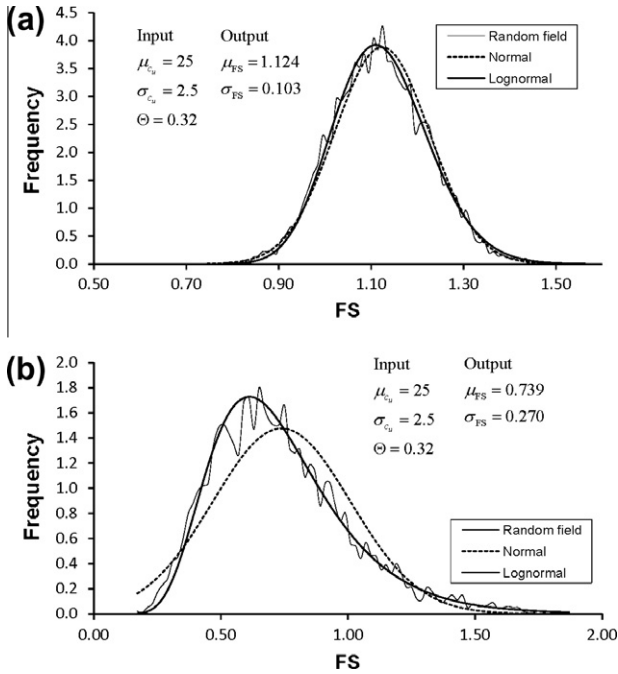 (a)
Input Output
μcu = 25 μFS = 1.124
σcu = 2.5 σFS = 0.103
Θ = 0.32
Random field
Normal
Lognormal
Frequency
4.5
4.0
3.5
3.0
2.5
2.0
1.5
1.0
0.5
0.0
0.50 0.70 0.90 1.10 1.30 1.50
FS
(b)
Input Output
μcu = 25 μFS = 0.739
σcu = 2.5 σFS = 0.270
Θ = 0.32
Random field
Normal
Lognormal
Frequency
2.0
1.8
1.6
1.4
1.2
1.0
0.8
0.6
0.4
0.2
0.0
0.00 0.50 1.00 1.50 2.00
FS